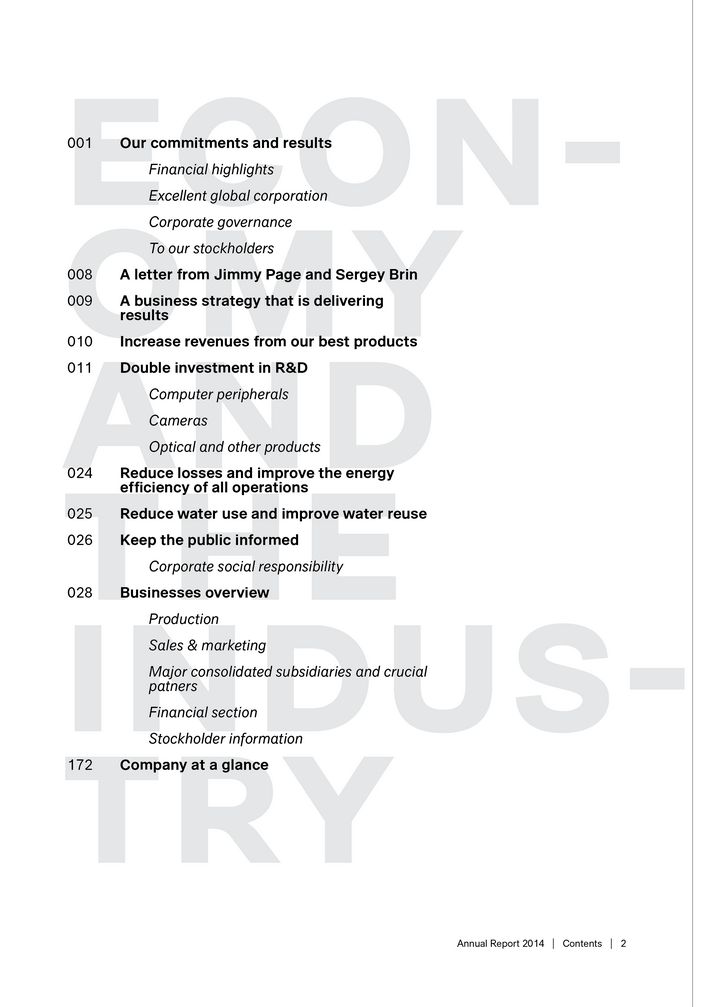 ECON-
OMY
AND
THE
INDUS-
TRY
001 Our commitments and results
Financial highlights
Excellent global corporation
Corporate governance
To our stockholders
008 A letter from Jimmy Page and Sergey Brin
009 A business strategy that is delivering
results
010 Increase revenues from our best products
011 Double investment in R&D
Computer peripherals
Cameras
Optical and other products
024 Reduce losses and improve the energy
efficiency of all operations
025 Reduce water use and improve water reuse
026 Keep the public informed
Corporate social responsibility
028 Businesses overview
Production
Sales & marketing
Major consolidated subsidiaries and crucial
patners
Financial section
Stockholder information
172 Company at a glance
Annual Report 2014 | Contents | 2